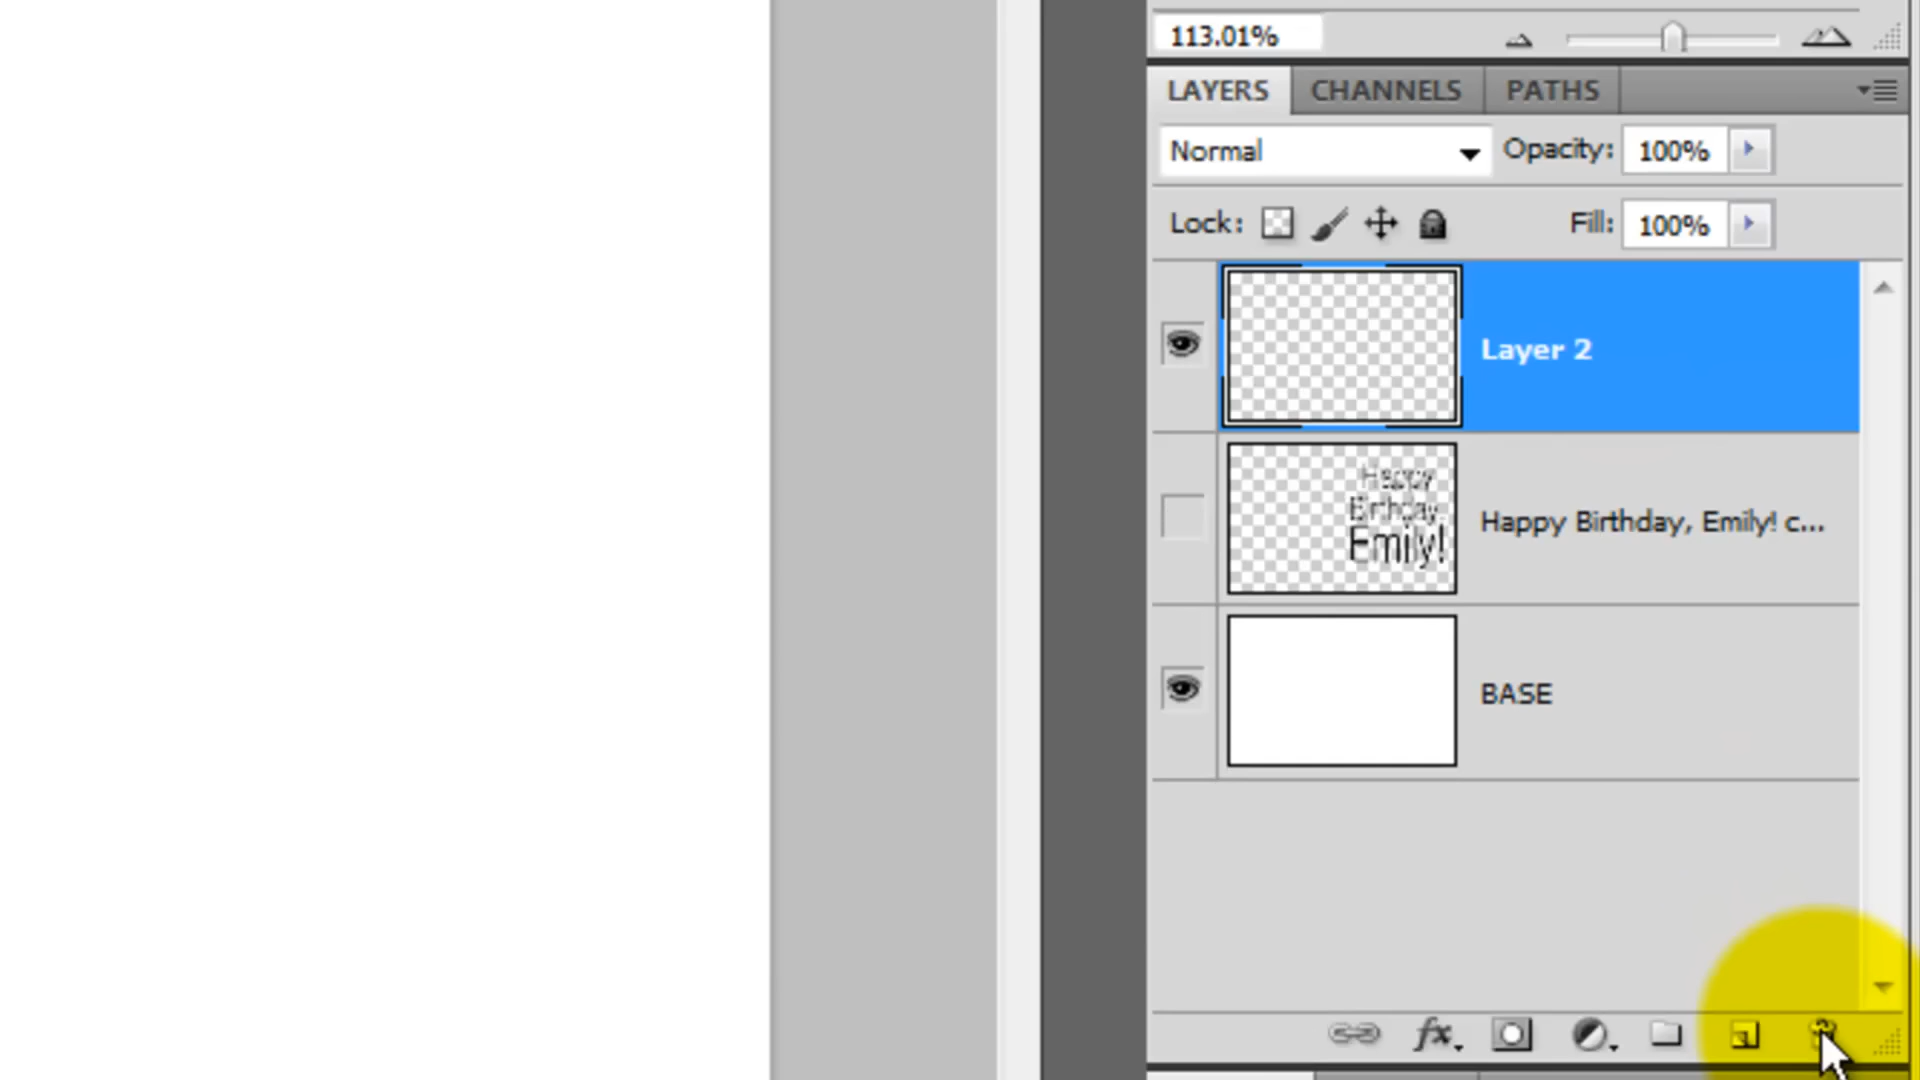 113.01%
LAYERS CHANNELS PATHS
Normal Opacity: 100%
Lock: Fill: 100%
Layer 2
Happy
Birthday,
Emily!
Happy Birthday, Emily! c...
BASE
fx